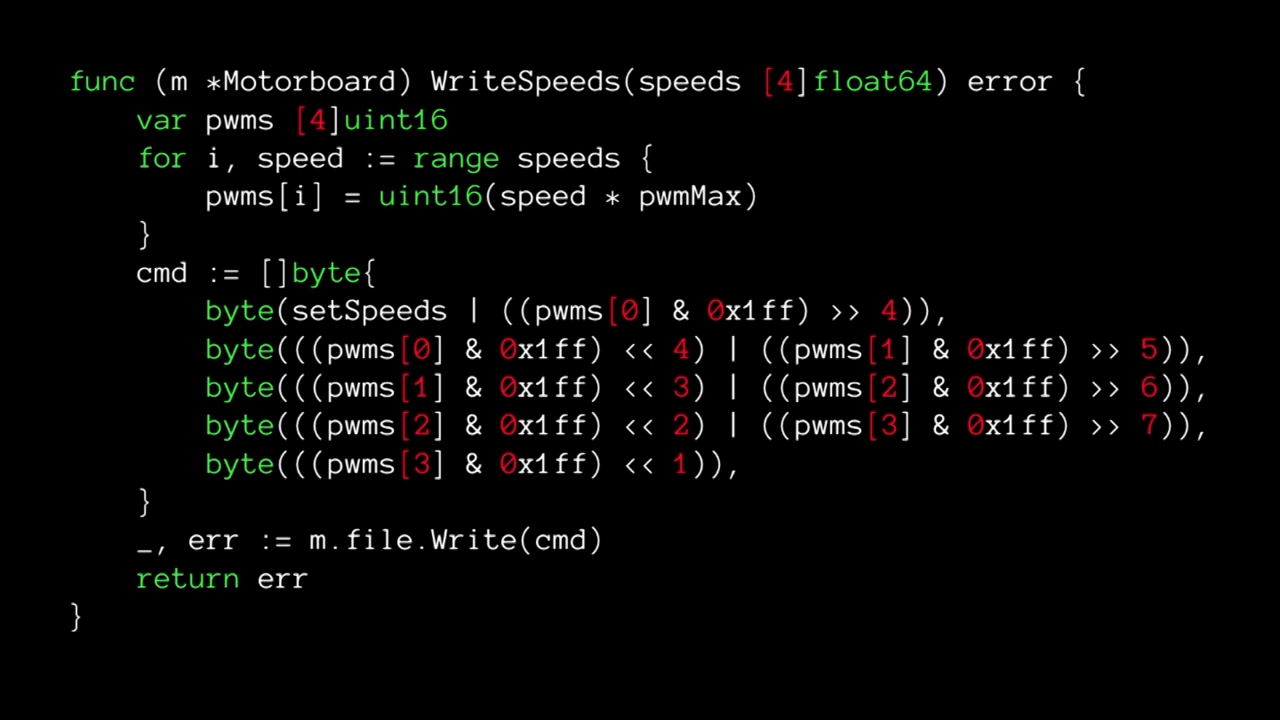 func (m *Motorboard) WriteSpeeds(speeds [4]float64) error {
    var pwms [4]uint16
    for i, speed := range speeds {
        pwms[i] = uint16(speed * pwmMax)
    }
    cmd := []byte{
        byte(setSpeeds | ((pwms[0] & 0x1ff) >> 4)),
        byte(((pwms[0] & 0x1ff) << 4) | ((pwms[1] & 0x1ff) >> 5)),
        byte(((pwms[1] & 0x1ff) << 3) | ((pwms[2] & 0x1ff) >> 6)),
        byte(((pwms[2] & 0x1ff) << 2) | ((pwms[3] & 0x1ff) >> 7)),
        byte(((pwms[3] & 0x1ff) << 1)),
    }
    _, err := m.file.Write(cmd)
    return err
}